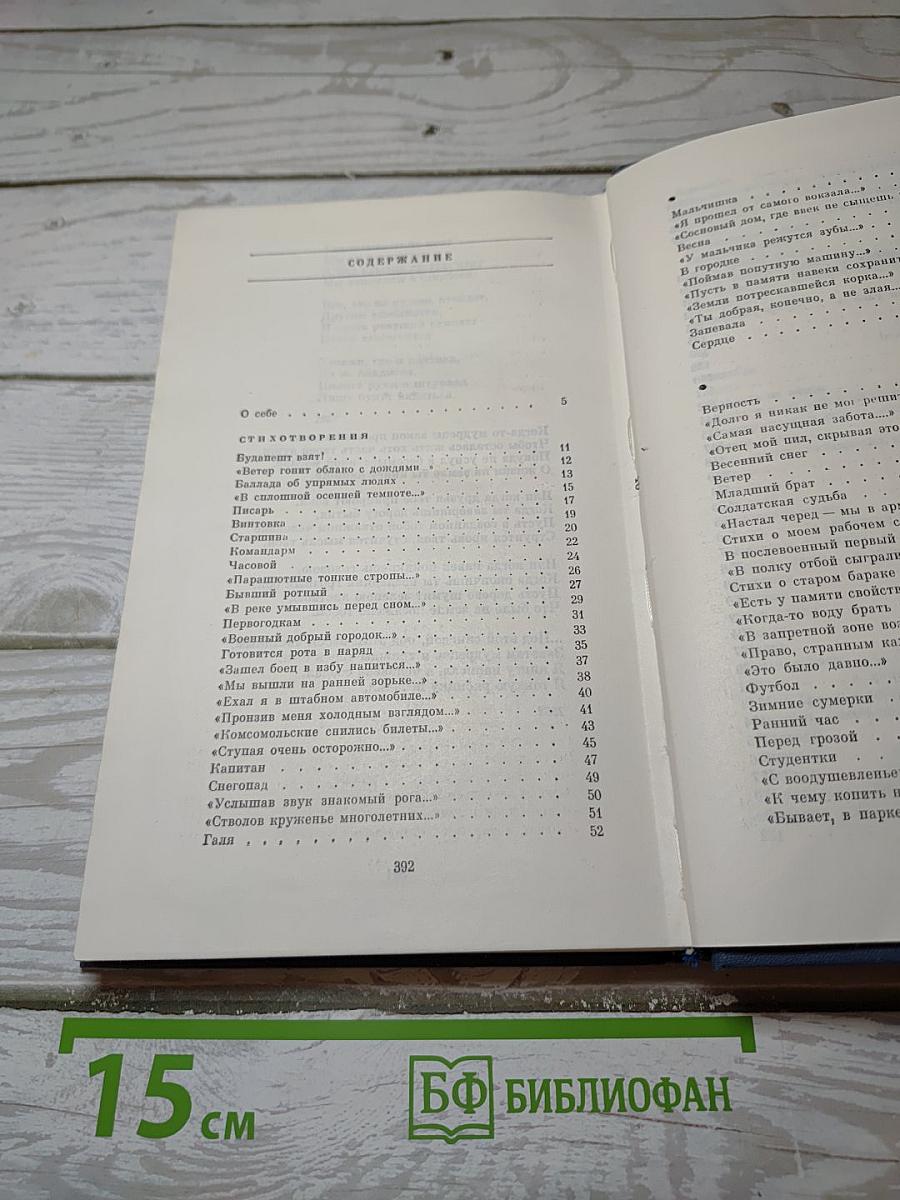 СОДЕРЖАНИЕ
О себе . . . . . . . . . . . . . . . . 5
СТИХОТВОРЕНИЯ
Будапешт взят! . . . . . . . . . . . . 11
«Ветер гонит облако с дождями...» . . . . . . 12
Баллада об упрямых людях . . . . . . . . 13
«В сплошной осенней темноте...» . . . . . . 15
Писарь . . . . . . . . . . . . . . . 17
Винтовка . . . . . . . . . . . . . . 19
Старшина . . . . . . . . . . . . . . 20
Командарм . . . . . . . . . . . . . . 22
Часовой . . . . . . . . . . . . . . . 24
«Парашютные тонкие стропы...» . . . . . . . 26
Бывший ротный . . . . . . . . . . . . 27
«В реке умывшись перед сном...» . . . . . . 29
Первогодкам . . . . . . . . . . . . . 31
«Военный добрый городок...» . . . . . . . . 33
Готовится рота в наряд . . . . . . . . . . 35
«Зашел боец в избу напиться...» . . . . . . . 37
«Мы вышли на ранней зорьке...» . . . . . . . 38
«Ехал я в штабном автомобиле...» . . . . . . 40
«Пронзив меня холодным взглядом...» . . . . . 41
«Комсомольские снились билеты...» . . . . . . 43
«Ступая очень осторожно...» . . . . . . . . 45
Капитан . . . . . . . . . . . . . . . 47
Снегопад . . . . . . . . . . . . . . . 49
«Услышав звук знакомый рога...» . . . . . . . 50
«Стволов круженье многолетних...» . . . . . . 51
Галя . . . . . . . . . . . . . . . . 52
392
Мальчишка . . . . . . . .
«Я прошел от самого вокзала...» . .
«Сосновый дом, где ввек не сыщешь
Весна . . . . . . . . . .
«У мальчика режутся зубы...» . .
В городке . . . . . . . .
«Поймав попутную машину...» . .
«Пусть в памяти навеки сохранит
«Земли потрескавшейся корка...» .
«Ты добрая, конечно, а не злая...
Запевала . . . . . . . .
Сердце . . . . . . . . .
Верность . . . . . . . .
«Долго я никак не мог решит
«Самая насущная забота....» .
«Отец мой пил, скрывая это
Весенний снег . . . . . .
Ветер . . . . . . . . .
Младший брат . . . . . .
Солдатская судьба . . . .
«Настал черед — мы в арм
Стихи о моем рабочем с
В послевоенный первый
«В полку отбой сыграли
Стихи о старом бараке
«Есть у памяти свойств
«Когда-то воду брать
«В запретной зоне воз
«Право, странным каз
«Это было давно...»
Футбол . . . . .
Зимние сумерки . .
Ранний час . . .
Перед грозой . .
Студентки . . .
«С воодушевленье
«К чему копить н
«Бывает, в парке
15 см
БФ БИБЛИОФАН